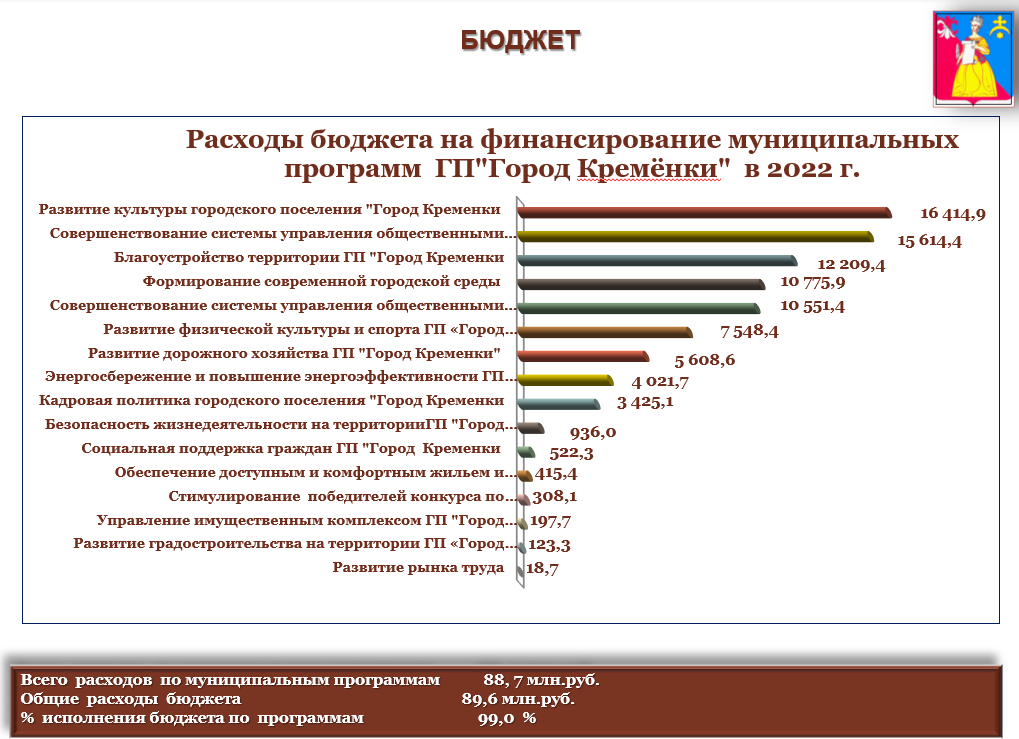 БЮДЖЕТ
Расходы бюджета на финансирование муниципальных
программ ГП"Город Кремёнки" в 2022 г.
Развитие культуры городского поселения "Город Кременки 16 414,9
Совершенствование системы управления общественными... 15 614,4
Благоустройство территории ГП "Город Кременки 12 209,4
Формирование современной городской среды 10 775,9
Совершенствование системы управления общественными... 10 551,4
Развитие физической культуры и спорта ГП «Город... 7 548,4
Развитие дорожного хозяйства ГП "Город Кременки" 5 608,6
Энергосбережение и повышение энергоэффективности ГП... 4 021,7
Кадровая политика городского поселения "Город Кременки 3 425,1
Безопасность жизнедеятельности на территорииГП "Город... 936,0
Социальная поддержка граждан ГП "Город Кременки 522,3
Обеспечение доступным и комфортным жильем и... 415,4
Стимулирование победителей конкурса по... 308,1
Управление имущественным комплексом ГП "Город... 197,7
Развитие градостроительства на территории ГП «Город... 123,3
Развитие рынка труда 18,7
Всего расходов по муниципальным программам 88, 7 млн.руб.
Общие расходы бюджета 89,6 млн.руб.
% исполнения бюджета по программам 99,0 %